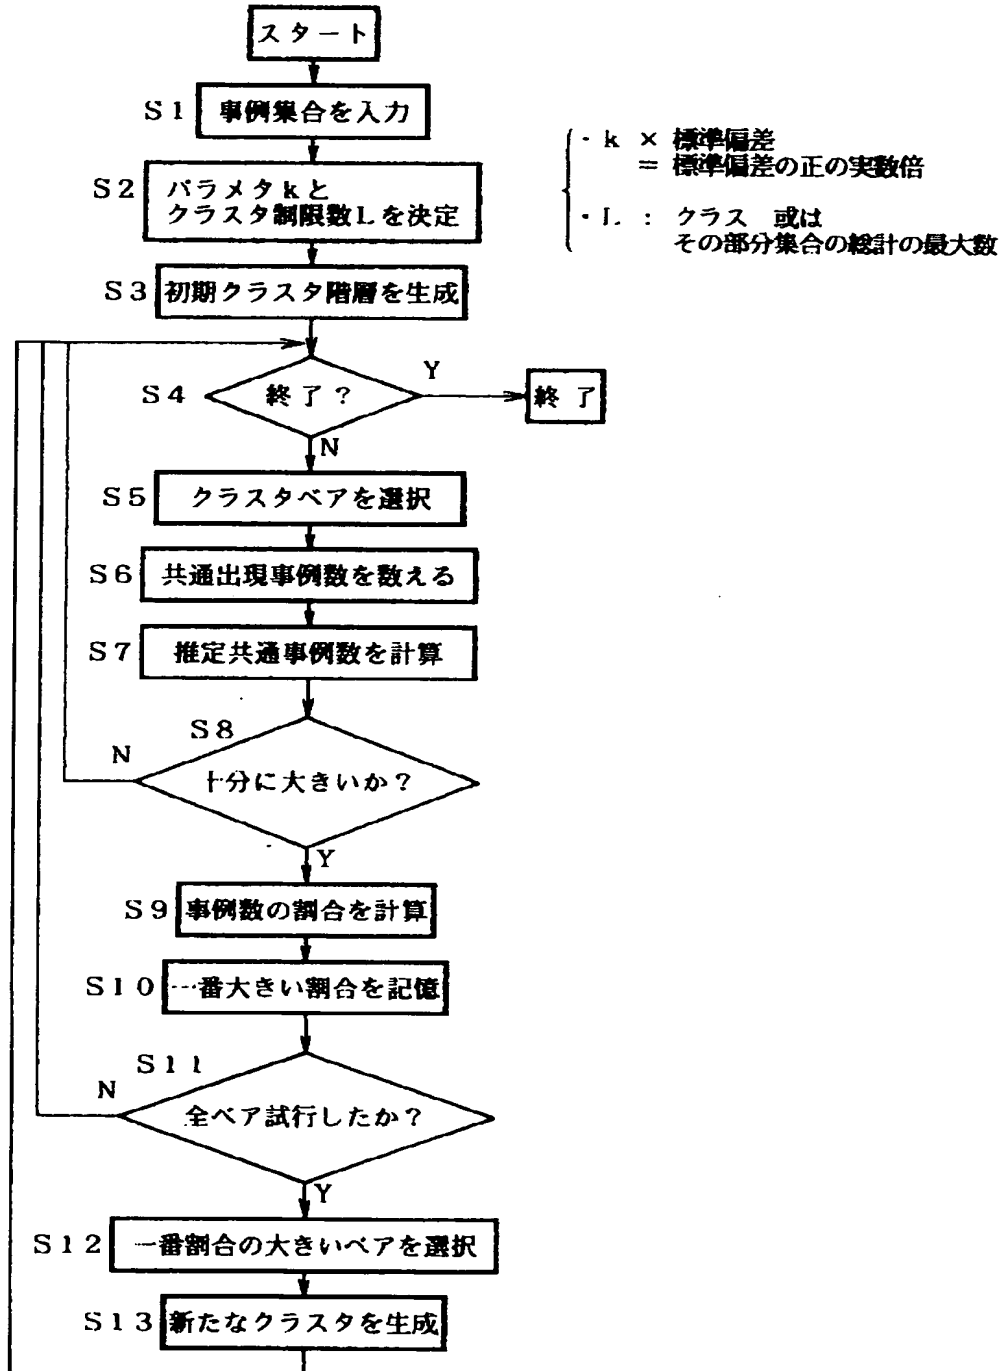 スタート
S1 事例集合を入力
・k × 標準偏差
= 標準偏差の正の実数倍
・L : クラス 或は
その部分集合の総計の最大数
S2 パラメタkと
クラスタ制限数Lを決定
S3 初期クラスタ階層を生成
S4 終了?
Y
終了
N
S5 クラスタペアを選択
S6 共通出現事例数を数える
S7 推定共通事例数を計算
S8
N
十分に大きいか?
Y
S9 事例数の割合を計算
S10 一番大きい割合を記憶
S11
N
全ペア試行したか?
Y
S12 一番割合の大きいペアを選択
S13 新たなクラスタを生成